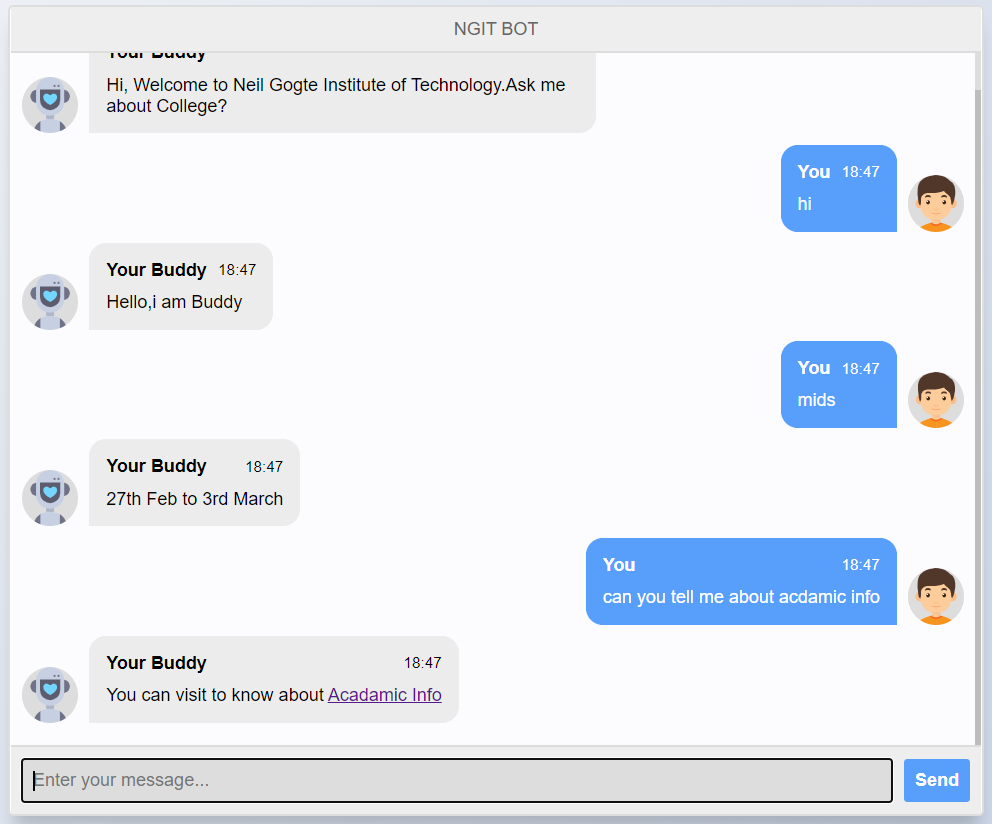 NGIT BOT
Your Buddy
Hi, Welcome to Neil Gogte Institute of Technology.Ask me
about College?
You 18:47
hi
Your Buddy 18:47
Hello,i am Buddy
You 18:47
mids
Your Buddy 18:47
27th Feb to 3rd March
You 18:47
can you tell me about acdamic info
Your Buddy 18:47
You can visit to know about Acadamic Info
Enter your message... Send